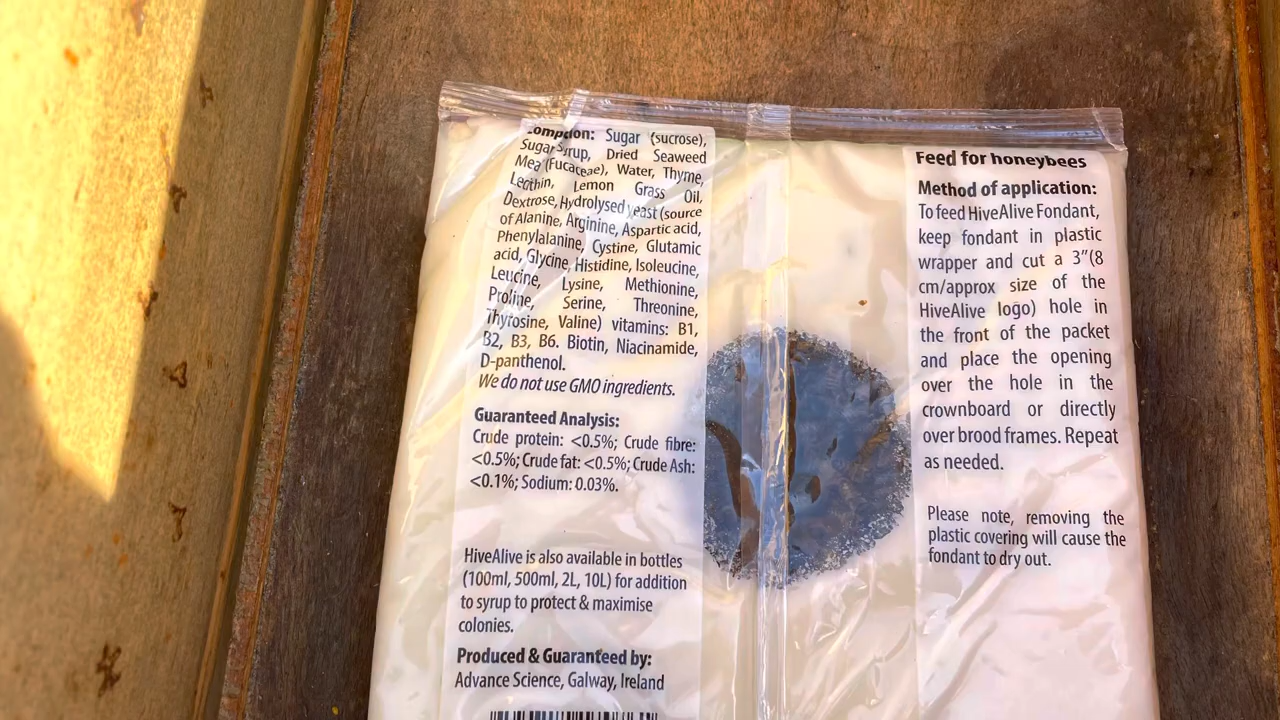 Sugar (sucrose),
Sugar Syrup, Dried Seaweed
(Fucaceae), Water, Thyme,
Lemon Grass Oil,
Dextrose, Hydrolysed yeast (source
of Alanine, Arginine, Aspartic acid,
Phenylalanine, Cystine, Glutamic
acid, Glycine, Histidine, Isoleucine,
Leucine, Lysine, Methionine,
Proline, Serine, Threonine,
Thyrosine, Valine) vitamins: B1,
B2, B3, B6. Biotin, Niacinamide,
D-panthenol.
We do not use GMO ingredients.
Guaranteed Analysis:
Crude protein: <0.5%; Crude fibre:
<0.5%; Crude fat: <0.5%; Crude Ash:
<0.1%; Sodium: 0.03%.
HiveAlive is also available in bottles
(100ml, 500ml, 2L, 10L) for addition
to syrup to protect & maximise
colonies.
Produced & Guaranteed by:
Advance Science, Galway, Ireland
Feed for honeybees
Method of application:
To feed HiveAlive Fondant,
keep fondant in plastic
wrapper and cut a 3”(8
cm/approx size of the
HiveAlive logo) hole in
the front of the packet
and place the opening
over the hole in the
crownboard or directly
over brood frames. Repeat
as needed.
Please note, removing the
plastic covering will cause the
fondant to dry out.